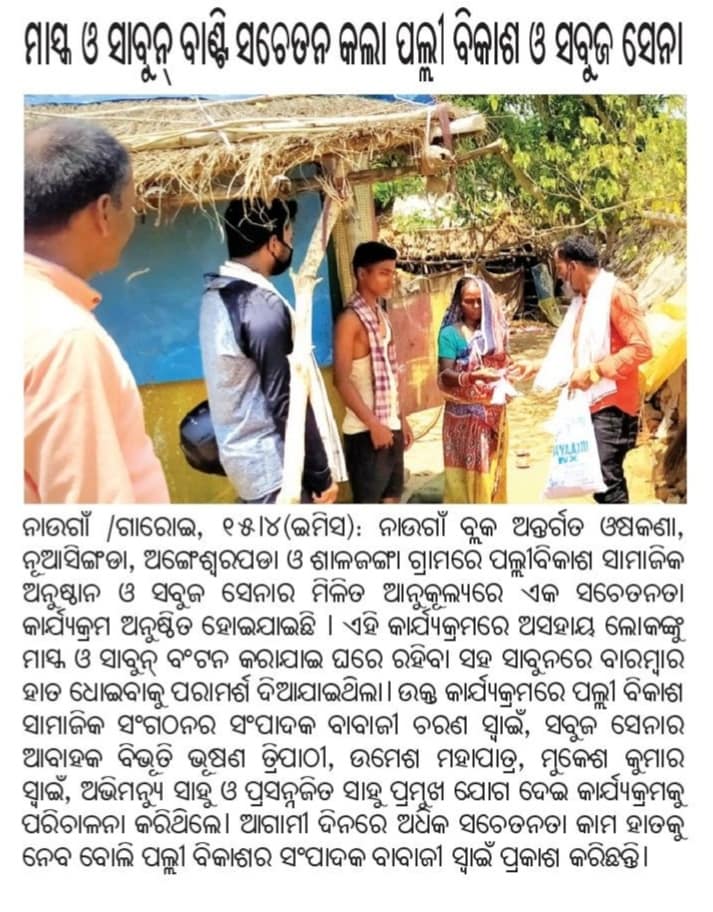 ମାସ୍କ ଓ ସାବୁନ୍ ବାଣ୍ଟି ସଚେତନ କଲା ପଲ୍ଲୀ ବିକାଶ ଓ ସବୁଜ ସେନା
ନାଉଗାଁ /ଗାରୋଇ, ୧୫।୪(ଇମିସ): ନାଉଗାଁ ବ୍ଲକ ଅନ୍ତର୍ଗତ ଓଷକଣା,
ନୂଆସିଙ୍ଗଡା, ଅଙ୍ଗେଶ୍ୱରପଡା ଓ ଶାଳଜଙ୍ଗା ଗ୍ରାମରେ ପଲ୍ଲୀବିକାଶ ସାମାଜିକ
ଅନୁଷ୍ଠାନ ଓ ସବୁଜ ସେନାର ମିଳିତ ଆନୁକୂଲ୍ୟରେ ଏକ ସଚେତନତା
କାର୍ଯ୍ୟକ୍ରମ ଅନୁଷ୍ଠିତ ହୋଇଯାଇଛି । ଏହି କାର୍ଯ୍ୟକ୍ରମରେ ଅସହାୟ ଲୋକଙ୍କୁ
ମାସ୍କ ଓ ସାବୁନ୍ ବଂଟନ କରାଯାଇ ଘରେ ରହିବା ସହ ସାବୁନରେ ବାରମ୍ବାର
ହାତ ଧୋଇବାକୁ ପରାମର୍ଶ ଦିଆଯାଇଥିଲା। ଉକ୍ତ କାର୍ଯ୍ୟକ୍ରମରେ ପଲ୍ଲୀ ବିକାଶ
ସାମାଜିକ ସଂଗଠନର ସଂପାଦକ ବାବାଜୀ ଚରଣ ସ୍ୱାଇଁ, ସବୁଜ ସେନାର
ଆବାହକ ବିଭୂତି ଭୂଷଣ ତ୍ରିପାଠୀ, ଉମେଶ ମହାପାତ୍ର, ମୁକେଶ କୁମାର
ସ୍ୱାଇଁ, ଅଭିମନ୍ୟୁ ସାହୁ ଓ ପ୍ରସନ୍ନଜିତ ସାହୁ ପ୍ରମୁଖ ଯୋଗ ଦେଇ କାର୍ଯ୍ୟକ୍ରମକୁ
ପରିଚାଳନା କରିଥିଲେ। ଆଗାମୀ ଦିନରେ ଅଧିକ ସଚେତନତା କାମ ହାତକୁ
ନେବ ବୋଲି ପଲ୍ଲୀ ବିକାଶର ସଂପାଦକ ବାବାଜୀ ସ୍ୱାଇଁ ପ୍ରକାଶ କରିଛନ୍ତି।